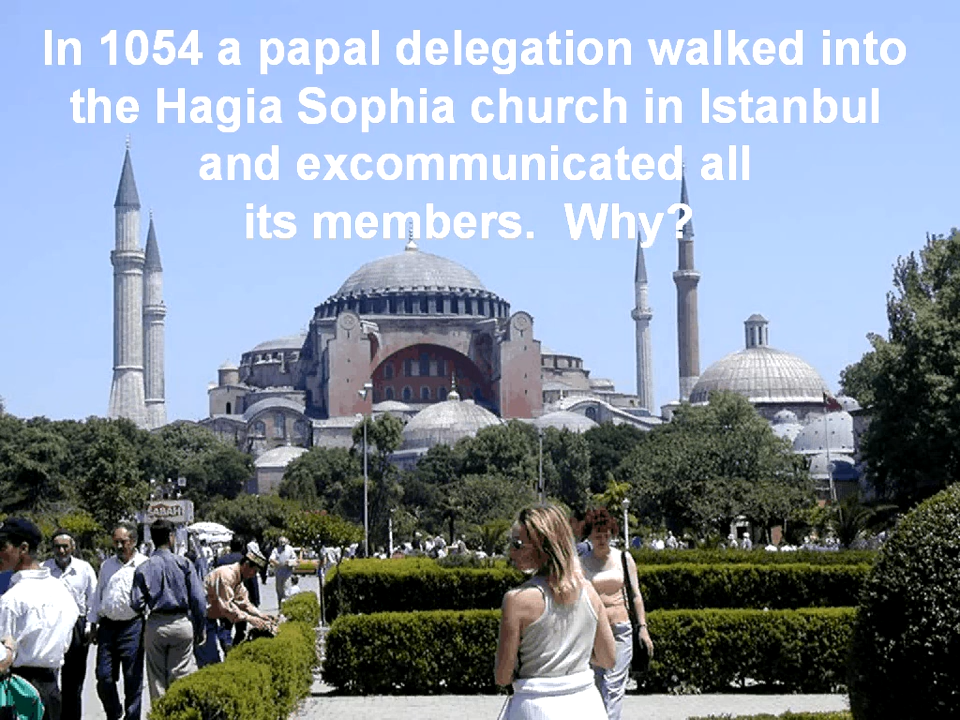 In 1054 a papal delegation walked into
the Hagia Sophia church in Istanbul
and excommunicated all
its members.  Why?
SABAH